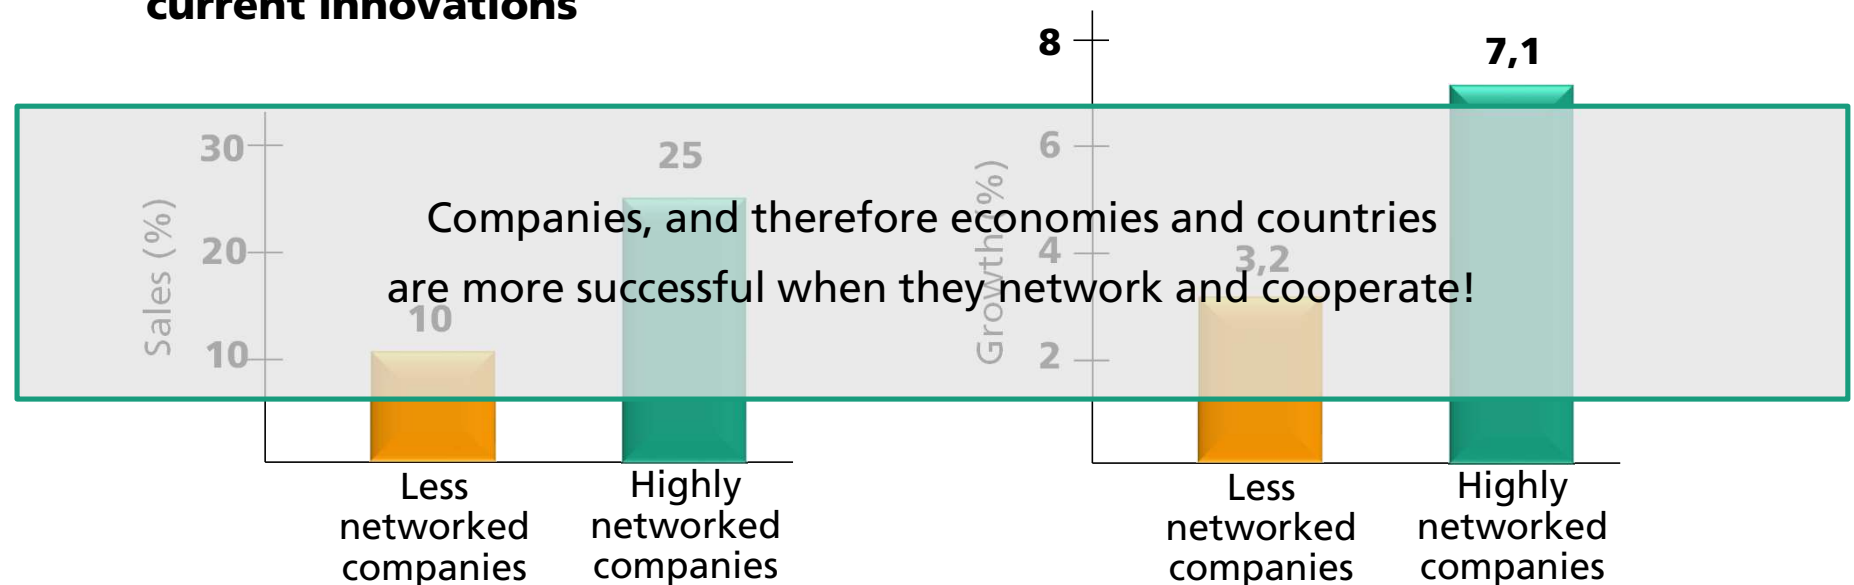 current innovations
8
7,1
30
25
6
Sales (%)
Growth (%)
Companies, and therefore economies and countries
20
4
3,2
are more successful when they network and cooperate!
10
10
2
Less
networked
companies
Highly
networked
companies
Less
networked
companies
Highly
networked
companies